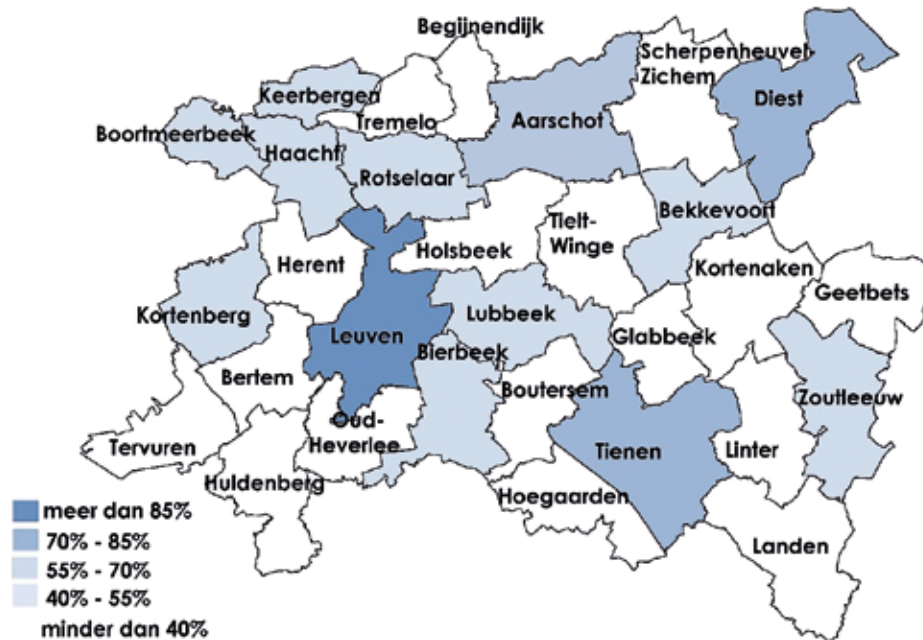 Begijnendijk
Scherpenheuvel
Zichem
Keerbergen
Diest
Tremelo
Aarschot
Boortmeerbeek
Haacht
Rotselaar
Bekkevoort
Tielt-
Winge
Holsbeek
Herent
Kortenaken
Geetbets
Kortenberg
Lubbeek
Leuven
Glabbeek
Bierbeek
Bertem
Boutersem
Zoutleeuw
Oud-
Heverlee
Tervuren
Tienen
Linter
Huldenberg
Hoegaarden
Landen
meer dan 85%
70% - 85%
55% - 70%
40% - 55%
minder dan 40%